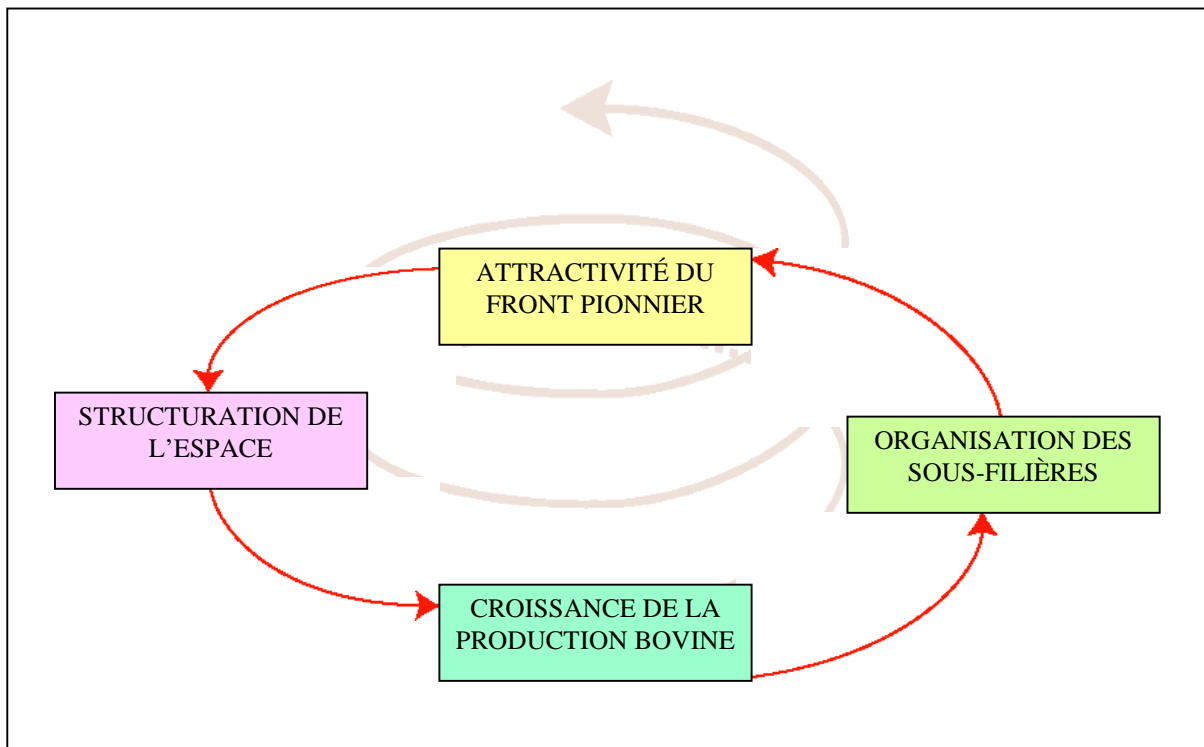 ATTRACTIVITÉ DU
FRONT PIONNIER
STRUCTURATION DE
L’ESPACE
ORGANISATION DES
SOUS-FILIÈRES
CROISSANCE DE LA
PRODUCTION BOVINE